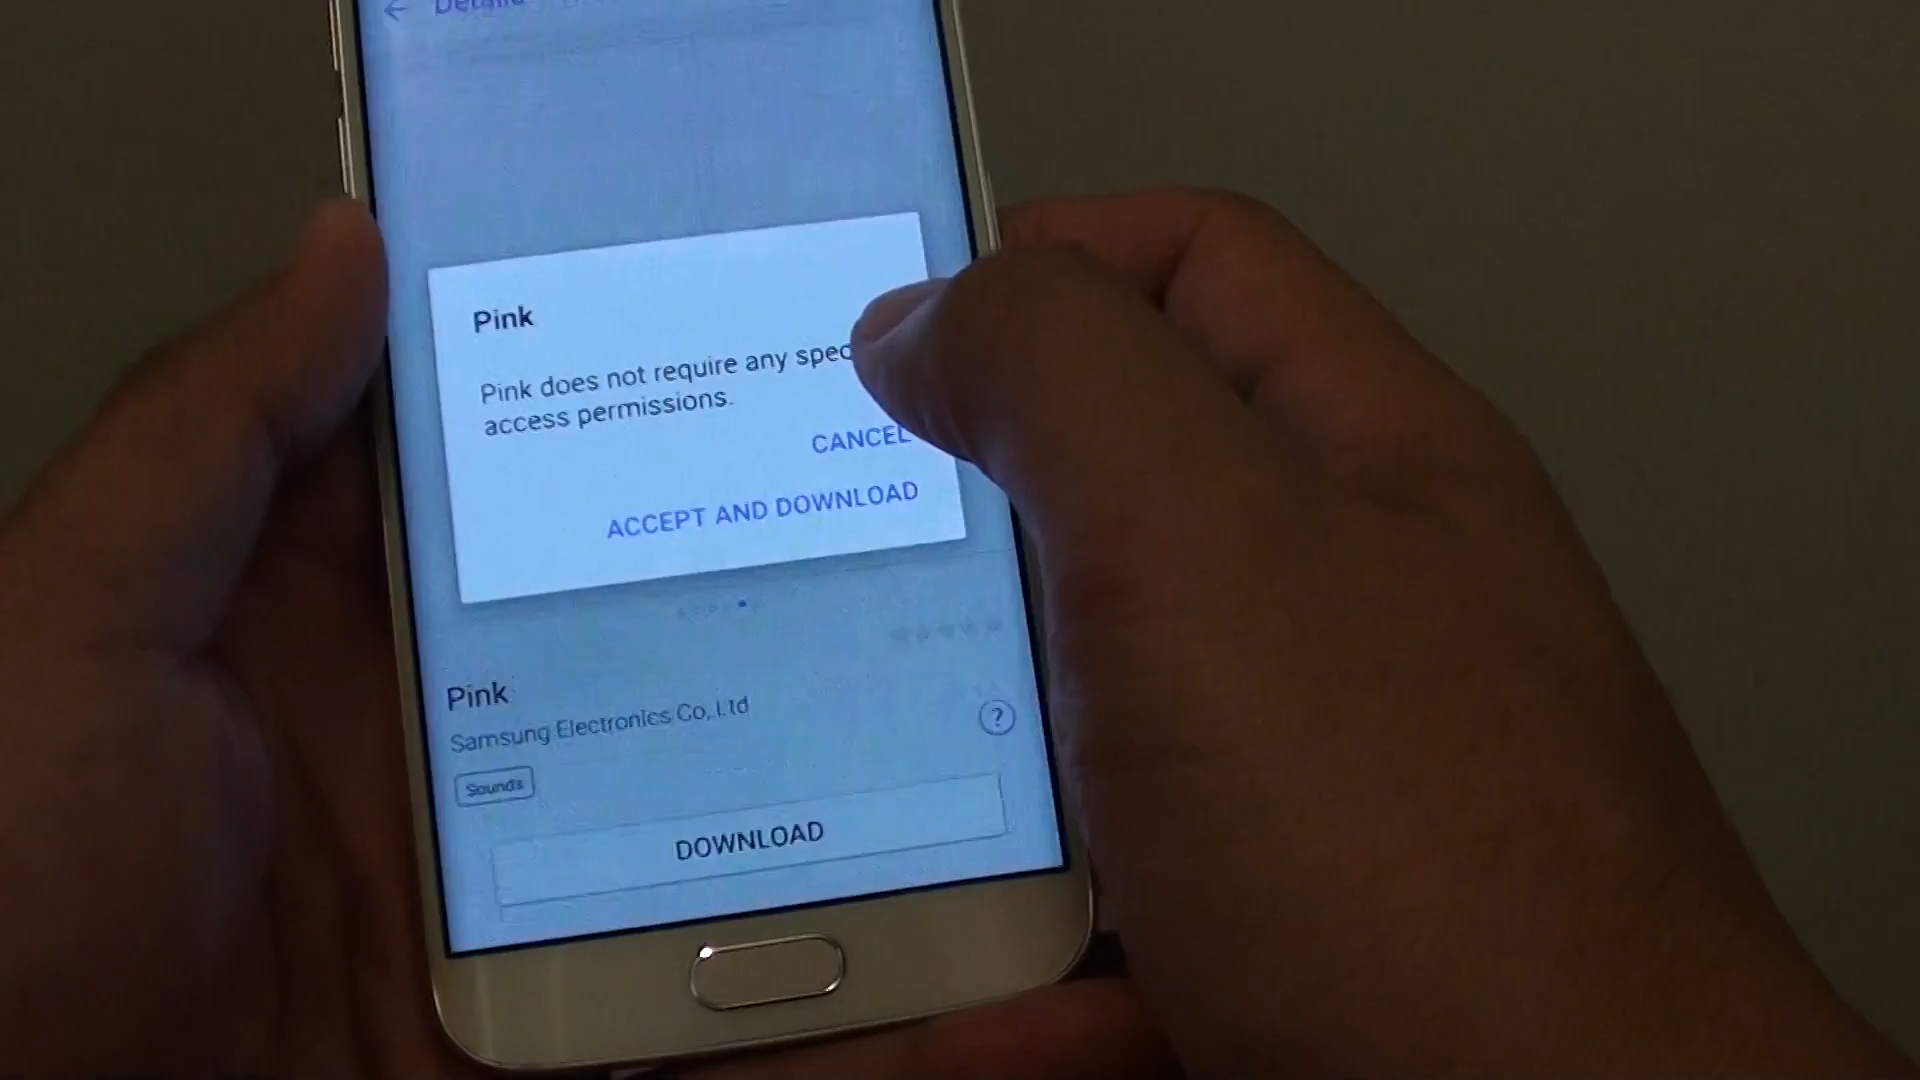 Details
Pink
Pink does not require any spec
access permissions.
CANCEL
ACCEPT AND DOWNLOAD
Pink
Samsung Electronics Co,.Ltd
?
Sounds
DOWNLOAD